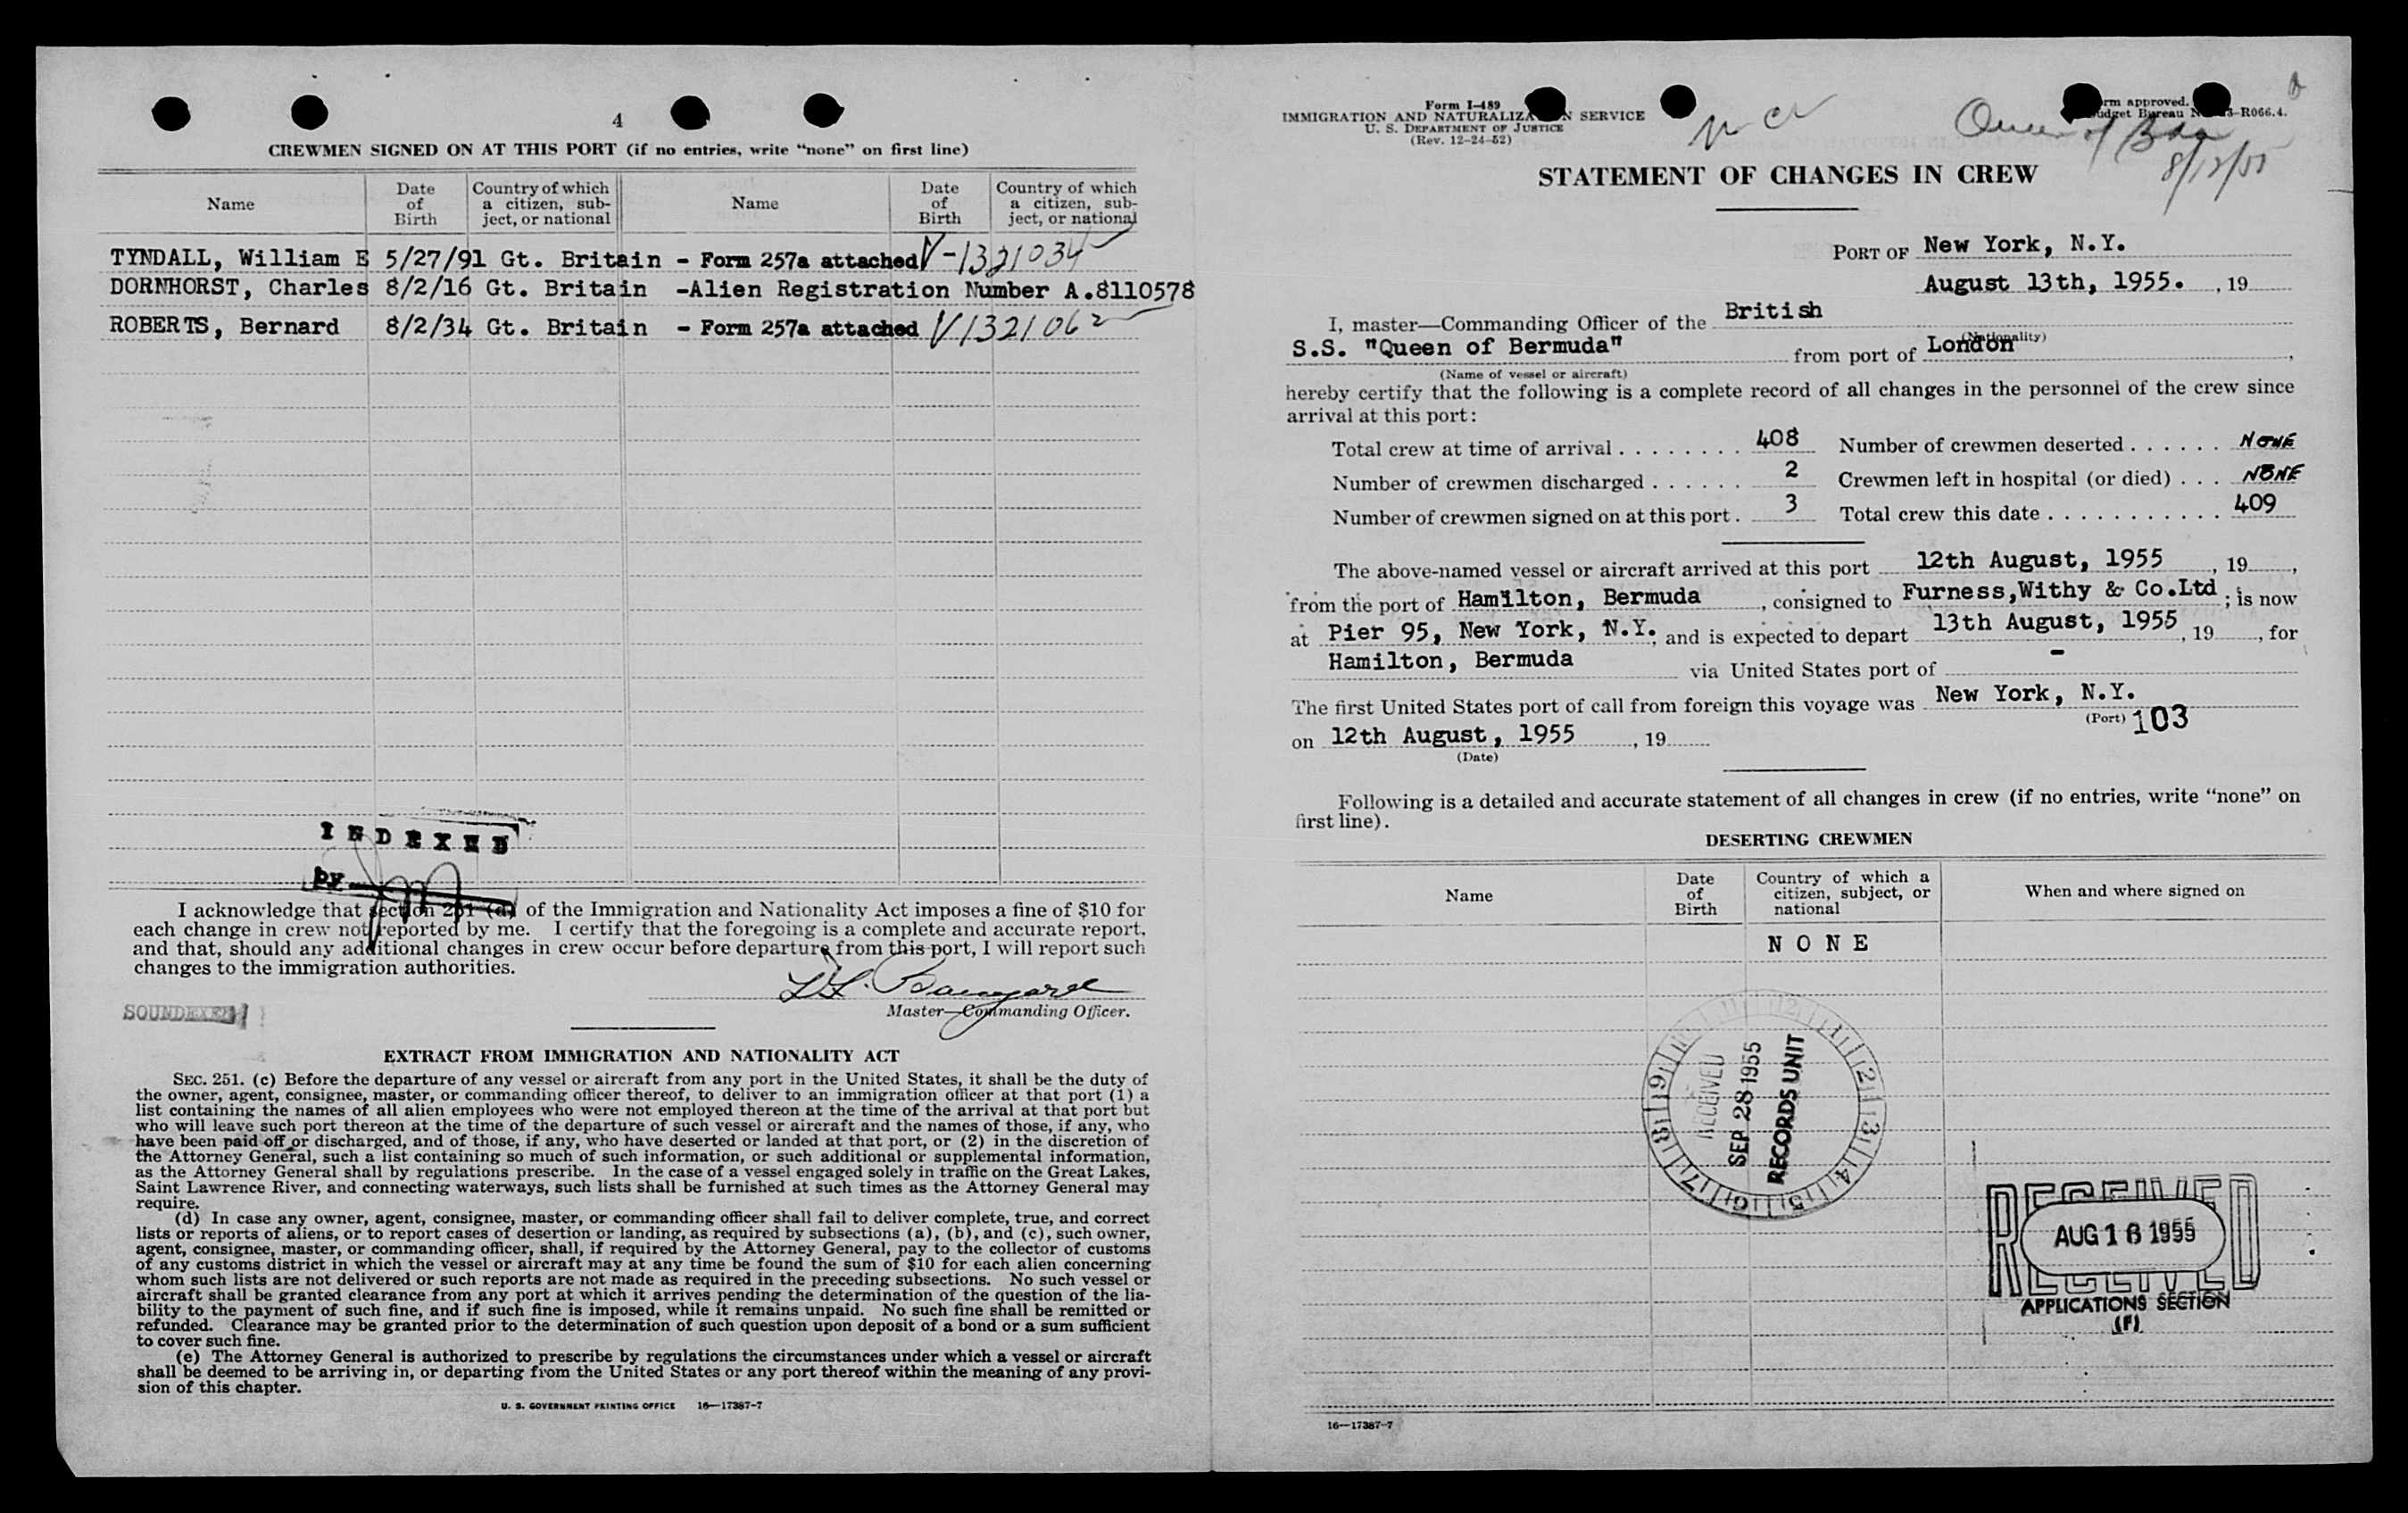 4
CREWMEN SIGNED ON AT THIS PORT (if no entries, write “none” on first line)
Name
Date of Birth
Country of which a citizen, subject, or national
Name
Date of Birth
Country of which a citizen, subject, or national
TYNDALL, William E 5/27/91 Gt. Britain - Form 257a attached V-1321034
DORNHORST, Charles 8/2/16 Gt. Britain -Alien Registration Number A.8110578
ROBERTS, Bernard 8/2/34 Gt. Britain - Form 257a attached V1321062
INDEXED
by
I acknowledge that section 251 (d) of the Immigration and Nationality Act imposes a fine of $10 for
each change in crew not reported by me. I certify that the foregoing is a complete and accurate report,
and that, should any additional changes in crew occur before departure from this port, I will report such
changes to the immigration authorities.
Master—Commanding Officer.
SOUNDEXED
EXTRACT FROM IMMIGRATION AND NATIONALITY ACT
SEC. 251. (c) Before the departure of any vessel or aircraft from any port in the United States, it shall be the duty of
the owner, agent, consignee, master, or commanding officer thereof, to deliver to an immigration officer at that port (1) a
list containing the names of all alien employees who were not employed thereon at the time of the arrival at that port but
who will leave such port thereon at the time of the departure of such vessel or aircraft and the names of those, if any, who
have been paid off or discharged, and of those, if any, who have deserted or landed at that port, or (2) in the discretion of
the Attorney General, such a list containing so much of such information, or such additional or supplemental information,
as the Attorney General shall by regulations prescribe. In the case of a vessel engaged solely in traffic on the Great Lakes,
Saint Lawrence River, and connecting waterways, such lists shall be furnished at such times as the Attorney General may
require.
(d) In case any owner, agent, consignee, master, or commanding officer shall fail to deliver complete, true, and correct
lists or reports of aliens, or to report cases of desertion or landing, as required by subsections (a), (b), and (c), such owner,
agent, consignee, master, or commanding officer, shall, if required by the Attorney General, pay to the collector of customs
of any customs district in which the vessel or aircraft may at any time be found the sum of $10 for each alien concerning
whom such lists are not delivered or such reports are not made as required in the preceding subsections. No such vessel or
aircraft shall be granted clearance from any port at which it arrives pending the determination of the question of the lia-
bility to the payment of such fine, and if such fine is imposed, while it remains unpaid. No such fine shall be remitted or
refunded. Clearance may be granted prior to the determination of such question upon deposit of a bond or a sum sufficient
to cover such fine.
(e) The Attorney General is authorized to prescribe by regulations the circumstances under which a vessel or aircraft
shall be deemed to be arriving in, or departing from the United States or any port thereof within the meaning of any provi-
sion of this chapter.
U. S. GOVERNMENT PRINTING OFFICE 16—17387-7
Form I-489
IMMIGRATION AND NATURALIZATION SERVICE
U. S. DEPARTMENT OF JUSTICE
(Rev. 12-24-52)
Form approved.
Budget Bureau R066.4.
Queen of Bda
8/12/55
STATEMENT OF CHANGES IN CREW
PORT OF New York, N.Y.
August 13th, 1955. , 19
I, master—Commanding Officer of the British
(Nationality)
S.S. "Queen of Bermuda" from port of London ,
(Name of vessel or aircraft)
hereby certify that the following is a complete record of all changes in the personnel of the crew since
arrival at this port:
Total crew at time of arrival . . . . . . . . 408 Number of crewmen deserted . . . . . . NONE
Number of crewmen discharged . . . . . . 2 Crewmen left in hospital (or died) . . . NONE
Number of crewmen signed on at this port . 3 Total crew this date . . . . . . . . . . . 409
The above-named vessel or aircraft arrived at this port 12th August, 1955 , 19 ,
from the port of Hamilton, Bermuda , consigned to Furness,Withy & Co.Ltd ; is now
at Pier 95, New York, N.Y. and is expected to depart 13th August, 1955 , 19 , for
Hamilton, Bermuda via United States port of -
The first United States port of call from foreign this voyage was New York, N.Y.
(Port) 103
on 12th August, 1955 , 19
(Date)
Following is a detailed and accurate statement of all changes in crew (if no entries, write “none” on
first line).
DESERTING CREWMEN
Name
Date of Birth
Country of which a citizen, subject, or national
When and where signed on
NONE
RECEIVED
SEP 28 1955
RECORDS UNIT
12 1 2 3 4 5 6 7 8 9 10 11
RECEIVED
AUG 16 1955
RECEIVED
APPLICATIONS SECTION
(F)
16—17387-7